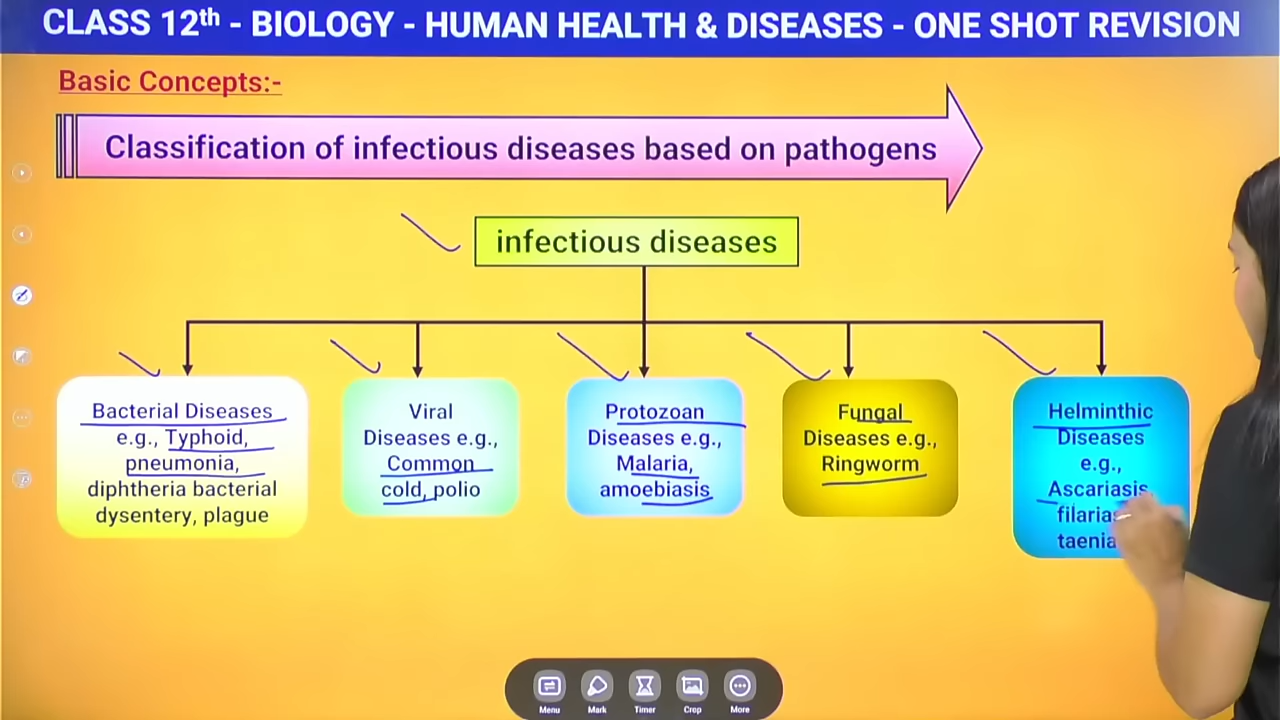 CLASS 12th - BIOLOGY - HUMAN HEALTH & DISEASES - ONE SHOT REVISION
Basic Concepts:-
Classification of infectious diseases based on pathogens
infectious diseases
Bacterial Diseases
e.g., Typhoid,
pneumonia,
diphtheria bacterial
dysentery, plague
Viral
Diseases e.g.,
Common
cold, polio
Protozoan
Diseases e.g.,
Malaria,
amoebiasis
Fungal
Diseases e.g.,
Ringworm
Helminthic
Diseases
e.g.,
Ascariasis,
Menu
Mark
Timer
Crop
More